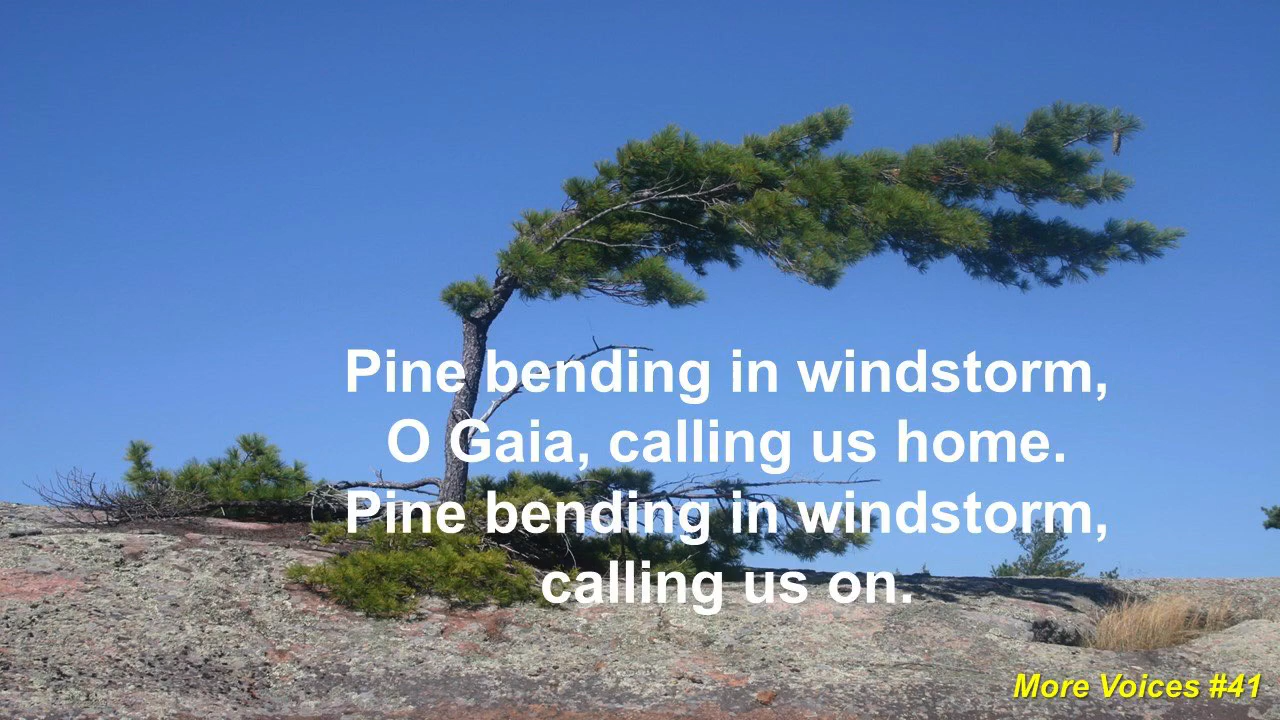 Pine bending in windstorm,
O Gaia, calling us home.
Pine bending in windstorm,
calling us on.
More Voices #41